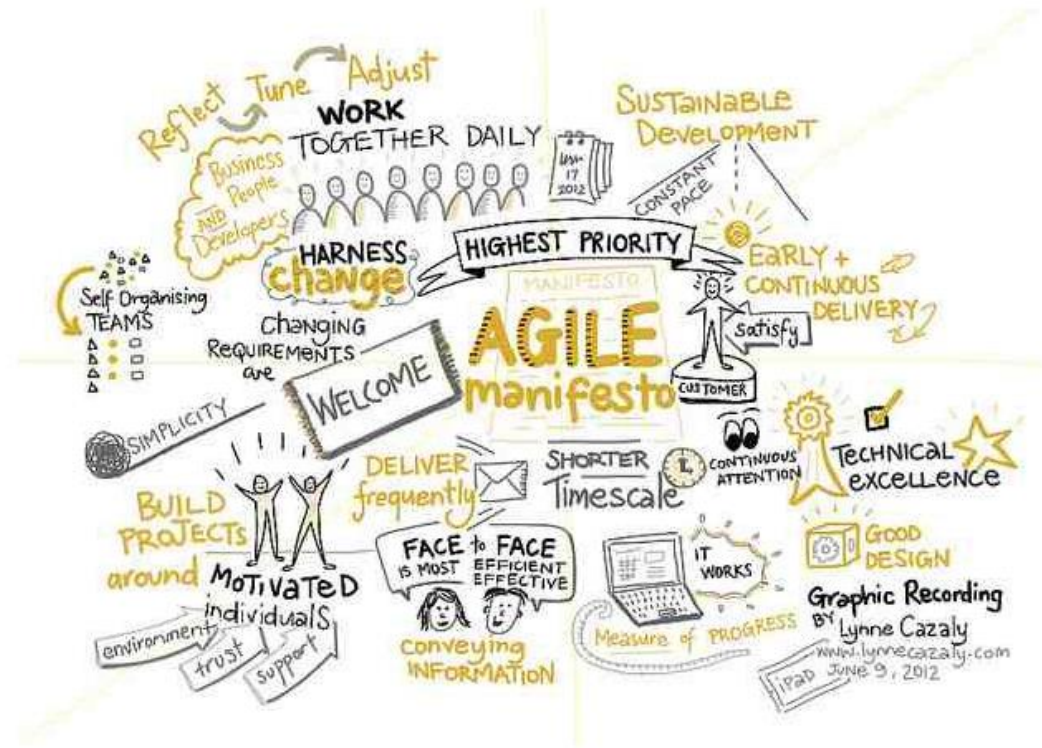 Reflect
Tune
Adjust
WORK
TOGETHER DAILY
Business
People
AND
Developers
17
2012
SUSTAINABLE
DEVELOPMENT
CONSTANT
PACE
HARNESS
change
HIGHEST PRIORITY
EARLY +
CONTINUOUS
DELIVERY
satisfy
CUSTOMER
Self Organising
TEAMS
CHANGING
REQUIREMENTS
are
WELCOME
MANIFESTO
AGILE
manifesto
SIMPLICITY
DELIVER
frequently
SHORTER
Timescale
CONTINUOUS
ATTENTION
TECHNICAL
EXCELLENCE
BUILD
PROJECTS
around
MOTIVATED
individuals
environment
trust
support
FACE to FACE
IS MOST EFFICIENT
EFFECTIVE
conveying
INFORMATION
IT
WORKS
Measure of PROGRESS
GOOD
DESIGN
Graphic Recording
BY Lynne Cazaly
www.lynnecazaly.com
iPaD JUNE 9, 2012